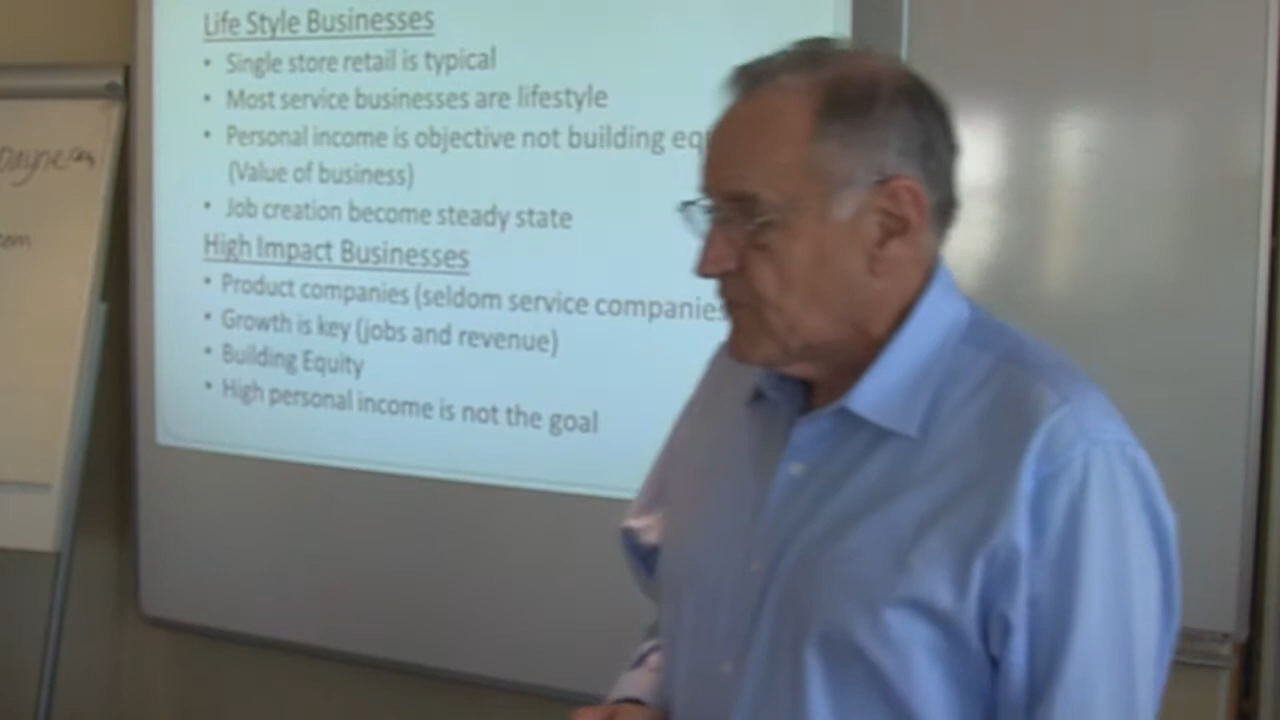 Life Style Businesses
• Single store retail is typical
• Most service businesses are lifestyle
• Personal income is objective not building
(Value of business)
• Job creation become steady state
High Impact Businesses
• Product companies (seldom service companies
• Growth is key (jobs and revenue)
• Building Equity
• High personal income is not the goal